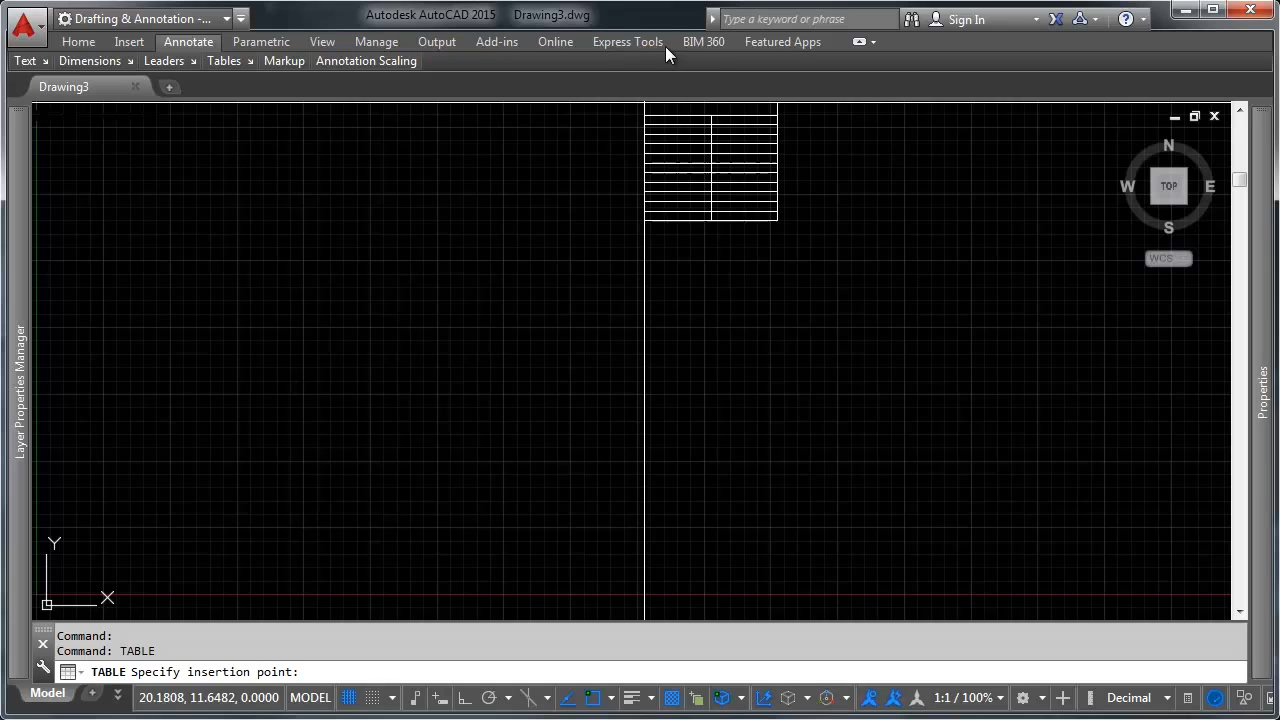 Drafting & Annotation -...
Autodesk AutoCAD 2015 Drawing3.dwg
Type a keyword or phrase
Sign In
Home Insert Annotate Parametric View Manage Output Add-ins Online Express Tools BIM 360 Featured Apps
Text Dimensions Leaders Tables Markup Annotation Scaling
Drawing3
N
W TOP E
S
WCS
Layer Properties Manager
Properties
Y
X
Command:
Command: TABLE
TABLE Specify insertion point:
Model 20.1808, 11.6482, 0.0000 MODEL 1:1 / 100% Decimal